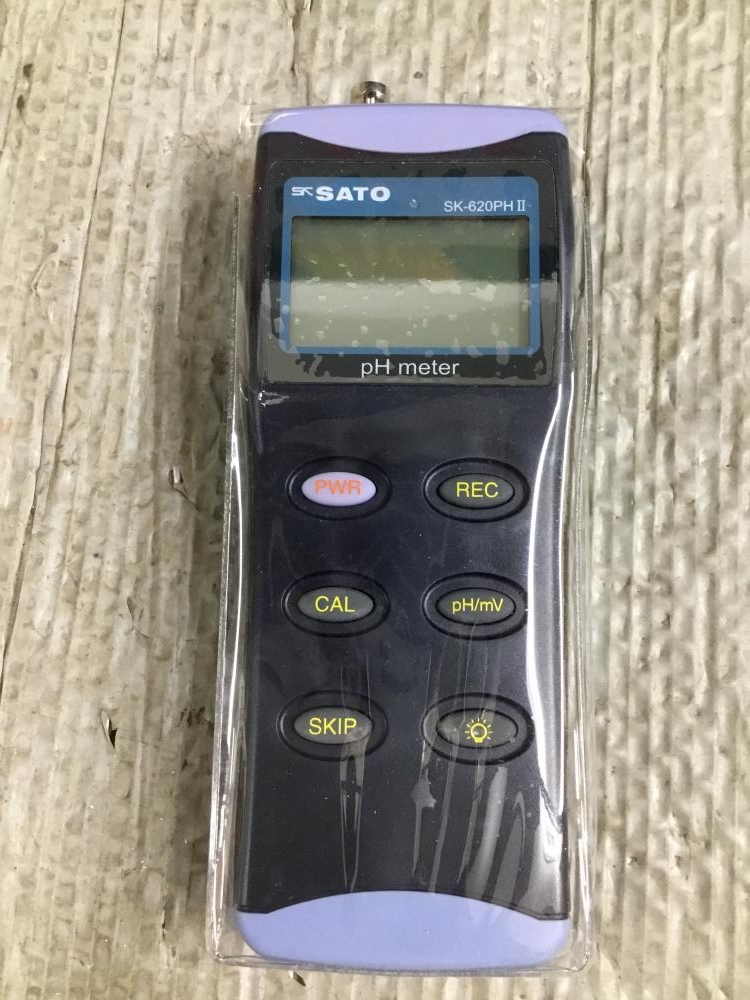 SK SATO
SK-620PH II
pH meter
PWR
REC
CAL
pH/mV
SKIP